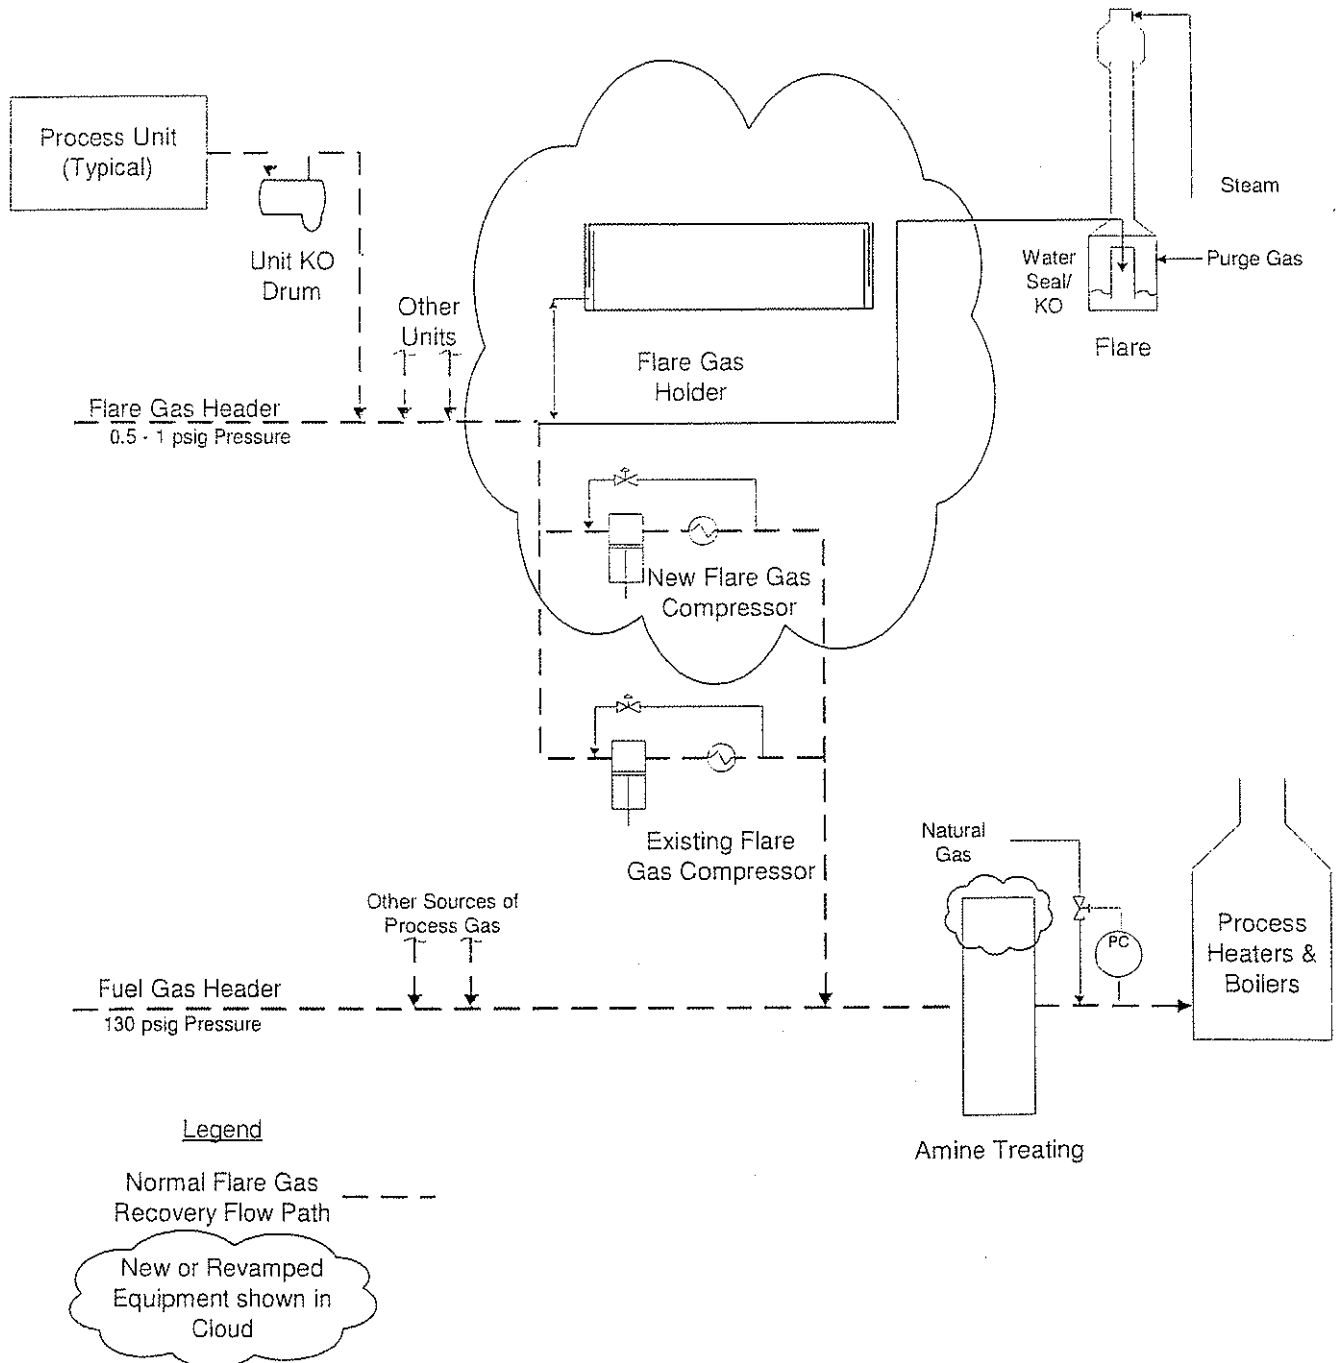 Process Unit
(Typical)
Unit KO
Drum
Other
Units
Flare Gas Header
0.5 - 1 psig Pressure
Flare Gas
Holder
Steam
Water
Seal/
KO
Purge Gas
Flare
New Flare Gas
Compressor
Existing Flare
Gas Compressor
Natural
Gas
Other Sources of
Process Gas
PC
Process
Heaters &
Boilers
Fuel Gas Header
130 psig Pressure
Amine Treating
Legend
Normal Flare Gas
Recovery Flow Path
New or Revamped
Equipment shown in
Cloud